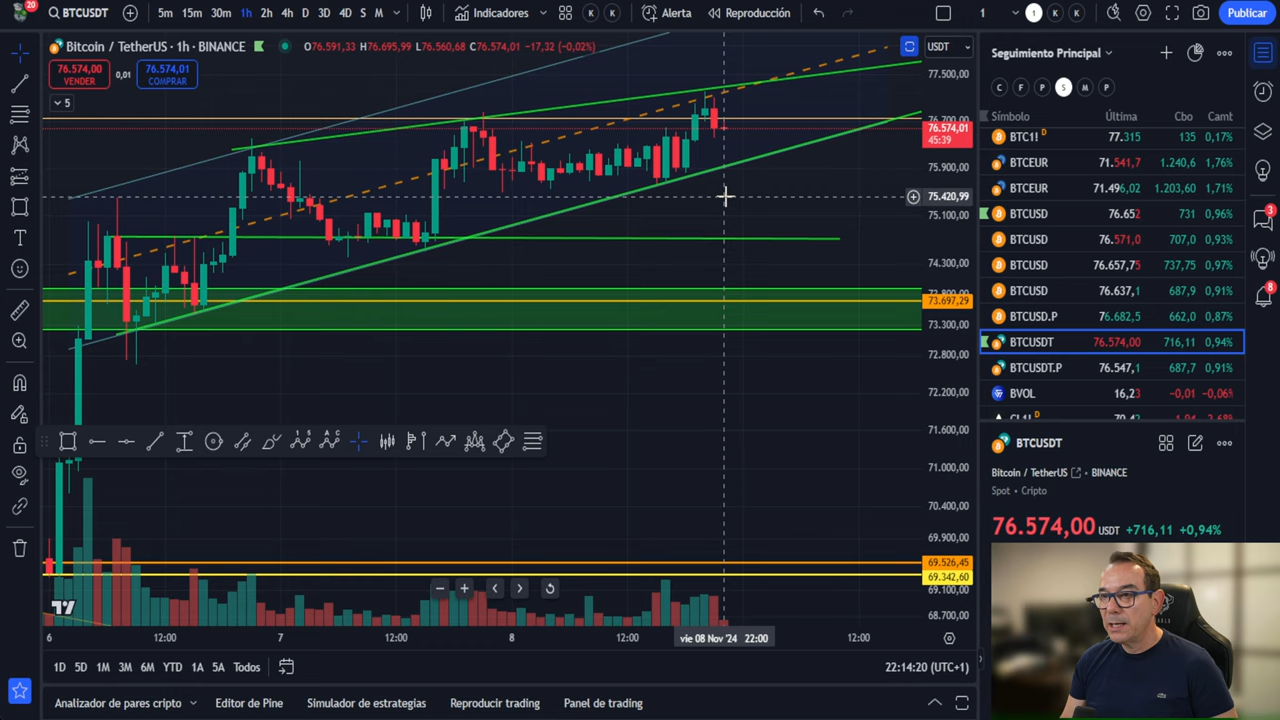 20
BTCUSDT
5m 15m 30m 1h 2h 4h D 3D 4D S M
Indicadores
K K
Alerta
Reproducción
1
1 K K
Publicar
Bitcoin / TetherUS · 1h · BINANCE
O76.591,33 H76.695,99 L76.560,68 C76.574,01 −17,32 (−0,02%)
USDT
76.574,00
VENDER
0,01
76.574,01
COMPRAR
5
77.500,00
76.700,00
76.574,01
45:39
75.900,00
75.420,99
75.100,00
74.300,00
73.800,00
73.697,29
73.300,00
72.800,00
72.200,00
71.600,00
71.000,00
70.400,00
69.900,00
69.526,45
69.342,60
69.100,00
68.700,00
6 12:00 7 12:00 8 12:00 vie 08 Nov '24 22:00 12:00
1D 5D 1M 3M 6M YTD 1A 5A Todos
22:14:20 (UTC+1)
Analizador de pares cripto
Editor de Pine
Simulador de estrategias
Reproducir trading
Panel de trading
Seguimiento Principal
C F P S M P
Símbolo Última Cbo Camt
BTC1! D 77.315 135 0,17%
BTCEUR 71.541,7 1.240,6 1,76%
BTCEUR 71.496,02 1.203,60 1,71%
BTCUSD 76.652 731 0,96%
BTCUSD 76.571,0 707,0 0,93%
BTCUSD 76.657,75 737,75 0,97%
BTCUSD 76.637,1 687,9 0,91%
BTCUSD.P 76.682,5 662,0 0,87%
BTCUSDT 76.574,00 716,11 0,94%
BTCUSDT.P 76.547,1 687,7 0,91%
BVOL 16,23 −0,01 −0,06%
BTCUSDT
Bitcoin / TetherUS · BINANCE
Spot · Cripto
76.574,00 USDT +716,11 +0,94%
3
8